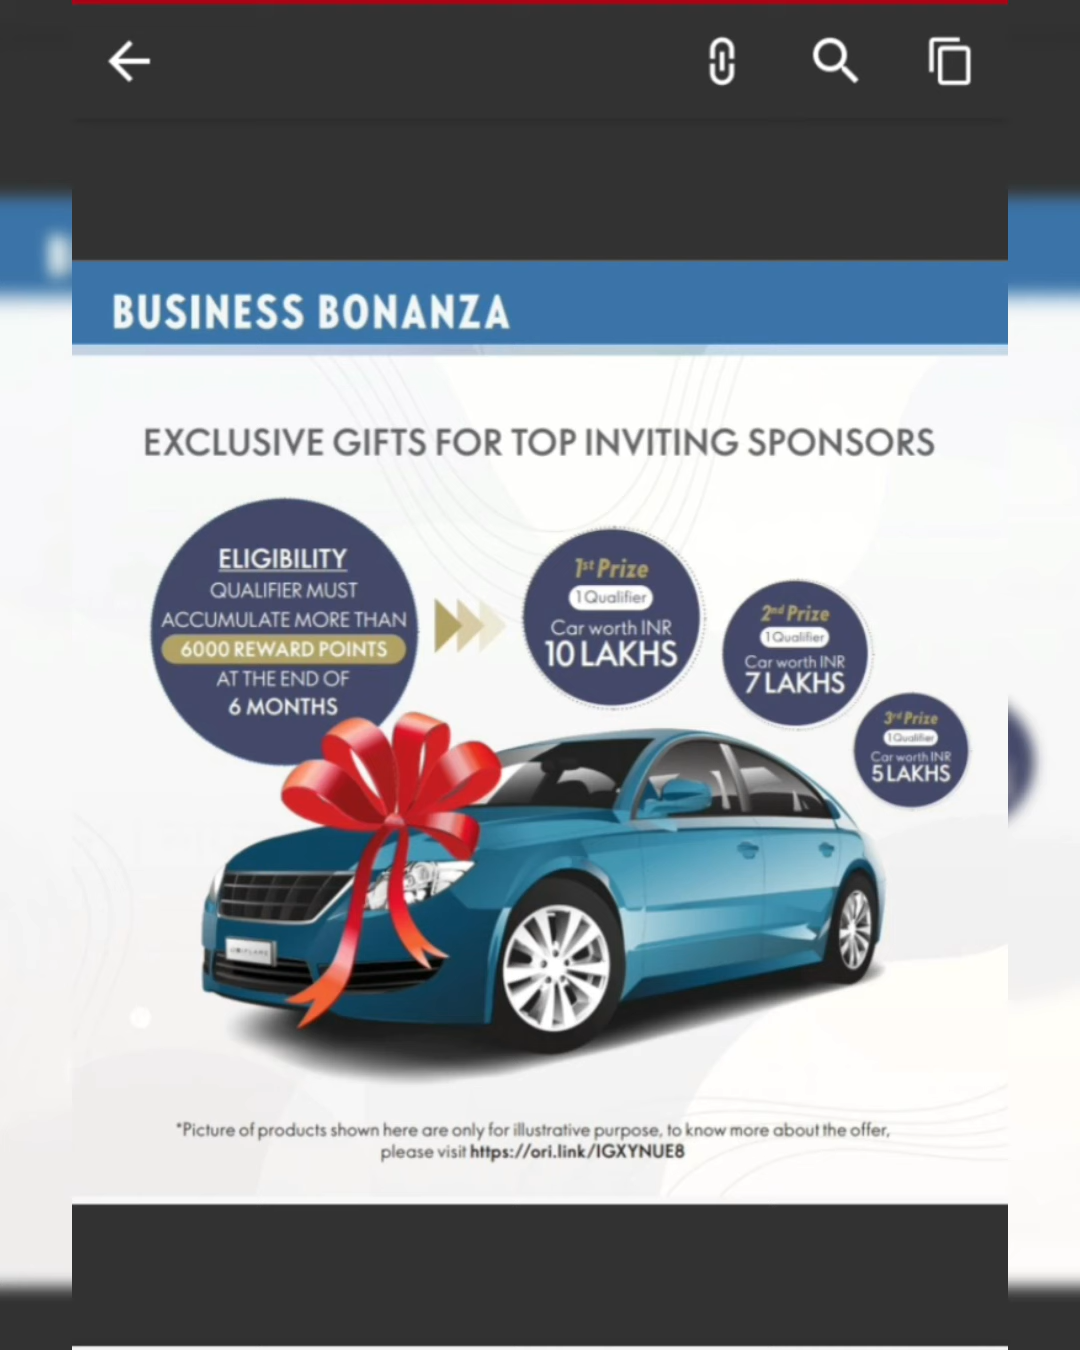 BUSINESS BONANZA
EXCLUSIVE GIFTS FOR TOP INVITING SPONSORS
ELIGIBILITY
QUALIFIER MUST
ACCUMULATE MORE THAN
6000 REWARD POINTS
AT THE END OF
6 MONTHS
1st Prize
1 Qualifier
Car worth INR
10 LAKHS
2nd Prize
1 Qualifier
Car worth INR
7 LAKHS
3rd Prize
1 Qualifier
Car worth INR
5 LAKHS
ORIFLAME
*Picture of products shown here are only for illustrative purpose, to know more about the offer,
please visit https://ori.link/IGXYNUE8